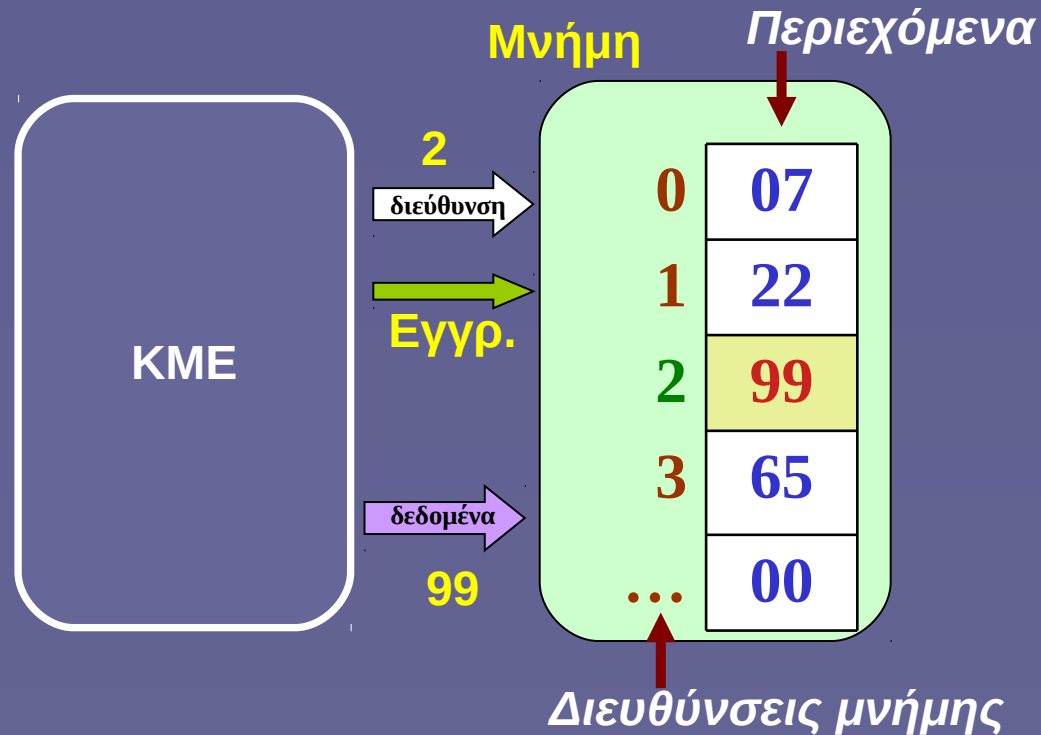 Μνήμη
Περιεχόμενα
2
διεύθυνση
Εγγρ.
ΚΜΕ
δεδομένα
99
0 07
1 22
2 99
3 65
... 00
Διευθύνσεις μνήμης